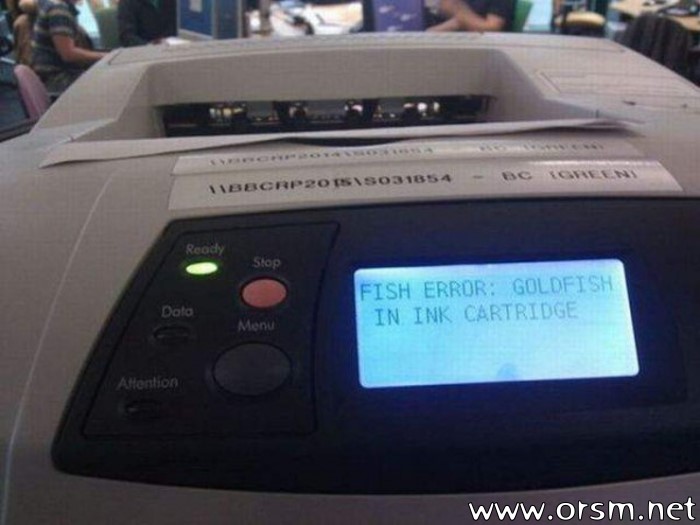 \\BBCRP2014\S031854 - BC (GREEN)
\\BBCRP2015\S031854 - BC (GREEN)
Ready
Stop
Data
Menu
Attention
FISH ERROR: GOLDFISH
IN INK CARTRIDGE
www.orsm.net